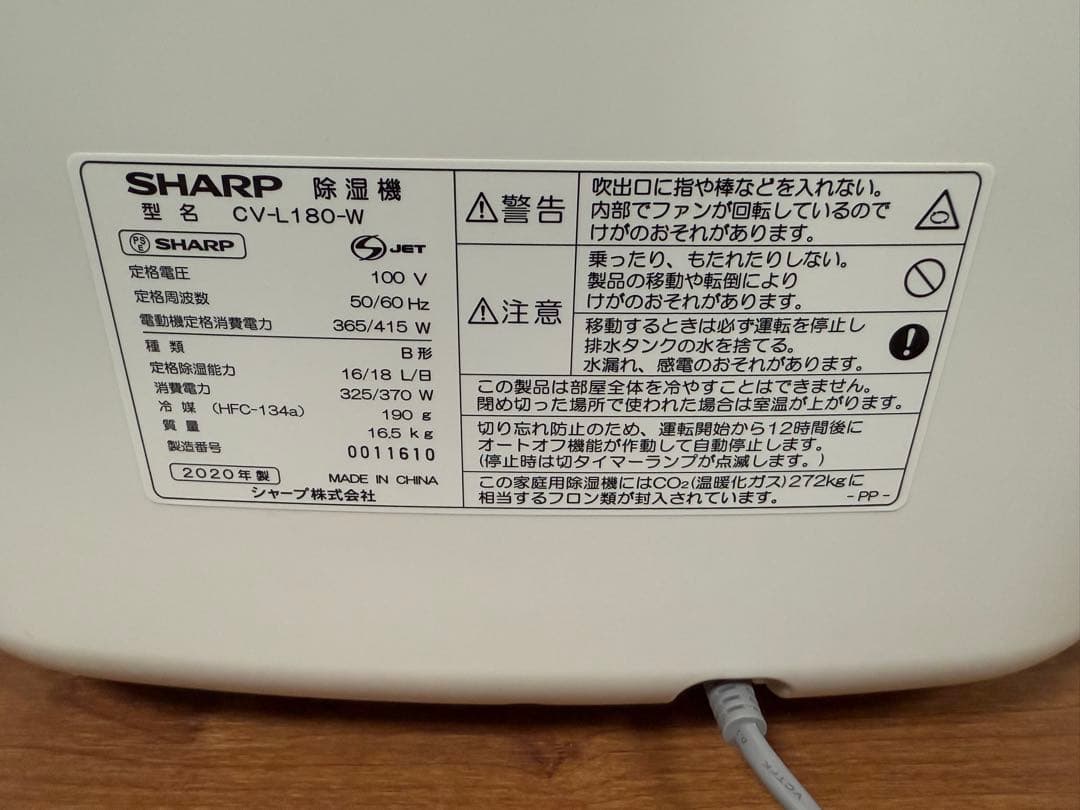 SHARP 除湿機
型名 CV-L180-W
PSE SHARP
S JET
定格電圧 100 V
定格周波数 50/60 Hz
電動機定格消費電力 365/415 W
種類 B形
定格除湿能力 16/18 L/日
消費電力 325/370 W
冷媒 (HFC-134a) 190 g
質量 16.5 kg
製造番号 0011610
2020年製 MADE IN CHINA
シャープ株式会社
警告
吹出口に指や棒などを入れない。
内部でファンが回転しているので
けがのおそれがあります。
注意
乗ったり、もたれたりしない。
製品の移動や転倒により
けがのおそれがあります。
移動するときは必ず運転を停止し
排水タンクの水を捨てる。
水漏れ、感電のおそれがあります。
この製品は部屋全体を冷やすことはできません。
閉め切った場所で使われた場合は室温が上がります。
切り忘れ防止のため、運転開始から12時間後に
オートオフ機能が作動して自動停止します。
(停止時は切タイマーランプが点滅します。)
この家庭用除湿機にはCO₂(温暖化ガス)272kgに
相当するフロン類が封入されています。 -PP-
VCTFK